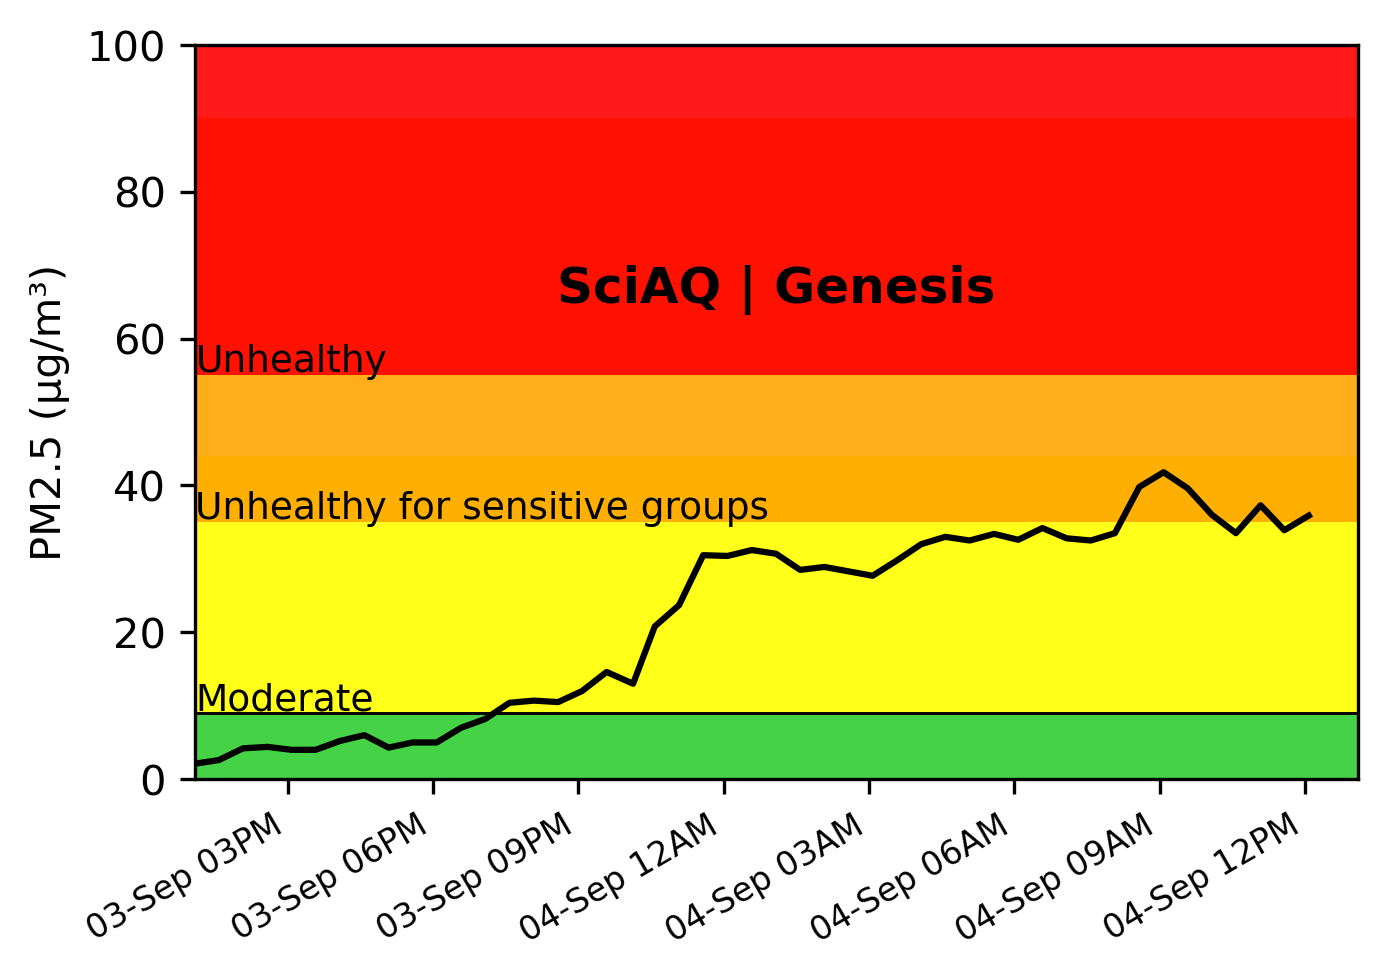 100
80
60
40
20
0
PM2.5 (µg/m³)
SciAQ | Genesis
Unhealthy
Unhealthy for sensitive groups
Moderate
03-Sep 03PM
03-Sep 06PM
03-Sep 09PM
04-Sep 12AM
04-Sep 03AM
04-Sep 06AM
04-Sep 09AM
04-Sep 12PM